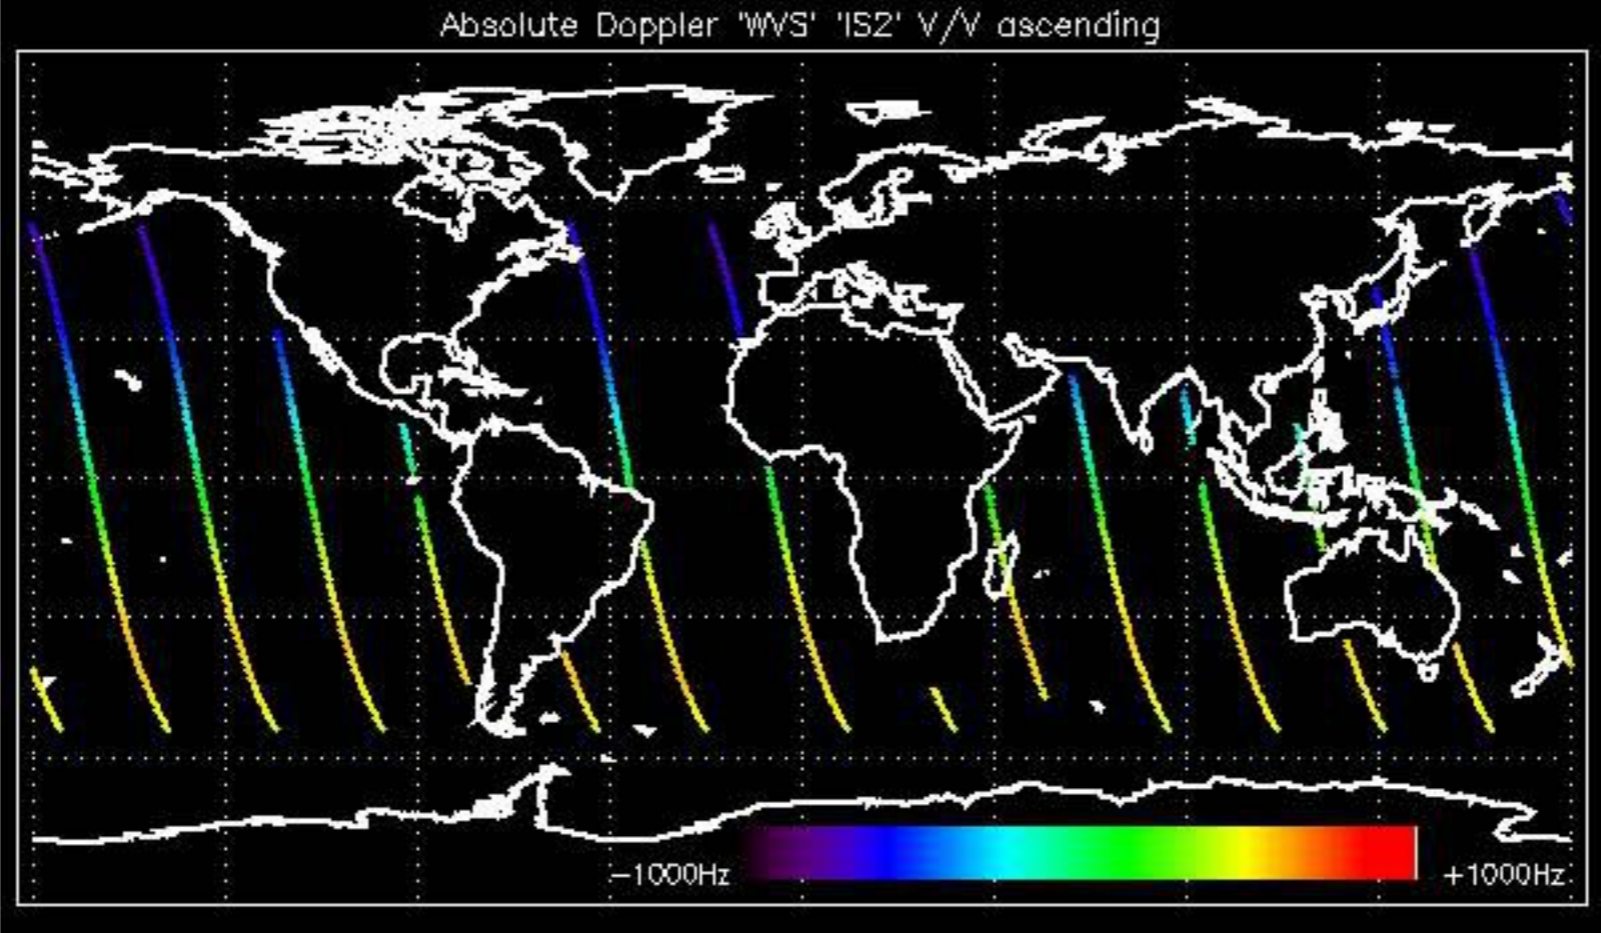 Absolute Doppler 'WVS' 'IS2' V/V ascending
−1000Hz +1000Hz